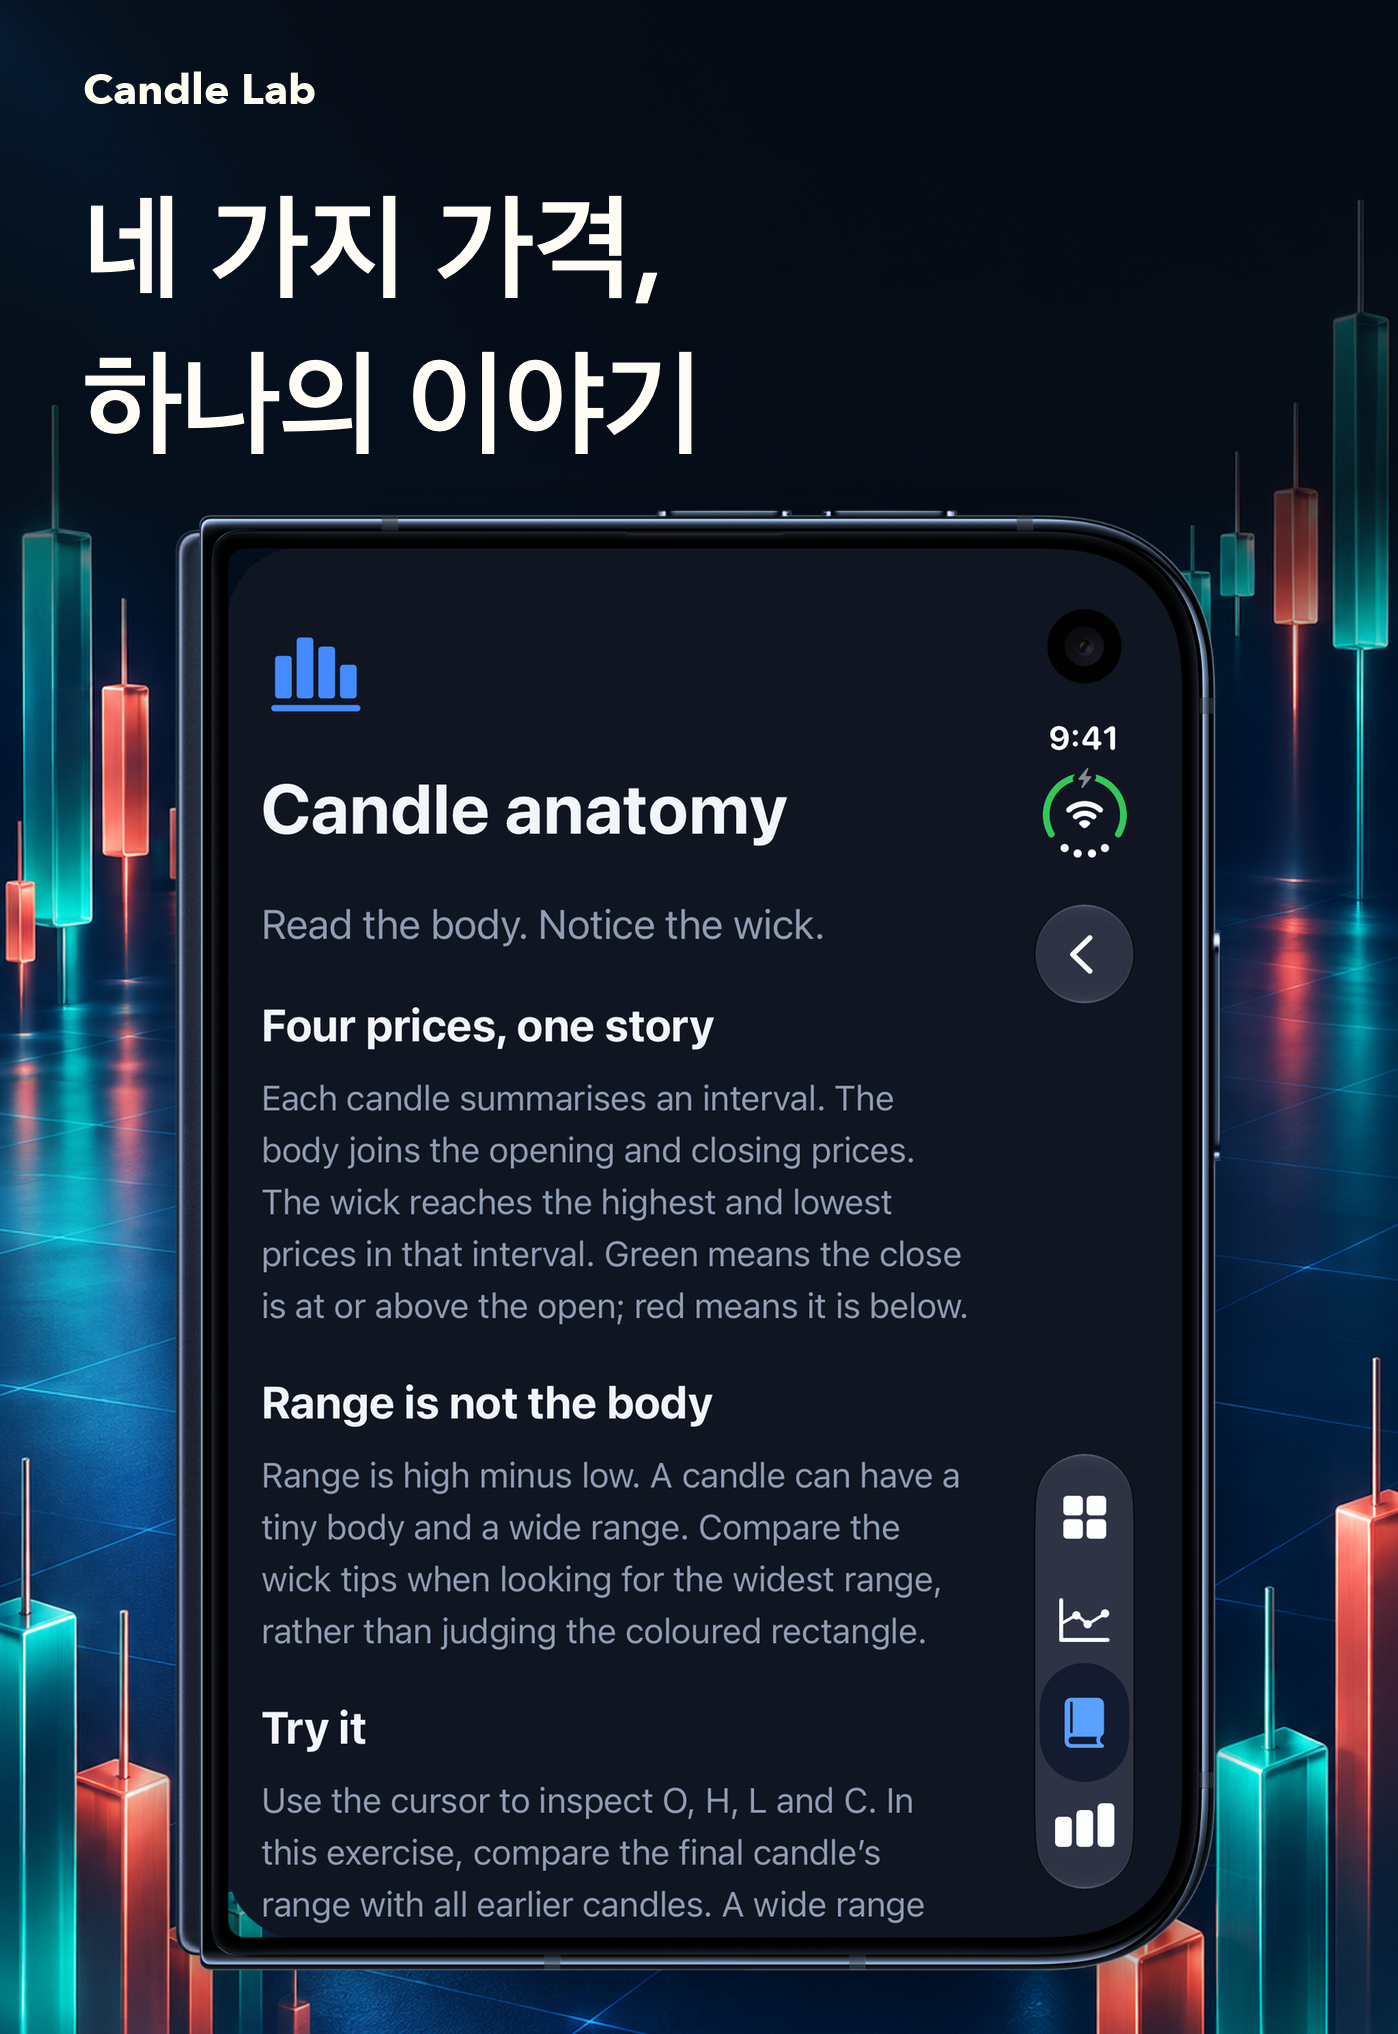 Candle Lab
네 가지 가격,
하나의 이야기
9:41
Candle anatomy
Read the body. Notice the wick.
Four prices, one story
Each candle summarises an interval. The
body joins the opening and closing prices.
The wick reaches the highest and lowest
prices in that interval. Green means the close
is at or above the open; red means it is below.
Range is not the body
Range is high minus low. A candle can have a
tiny body and a wide range. Compare the
wick tips when looking for the widest range,
rather than judging the coloured rectangle.
Try it
Use the cursor to inspect O, H, L and C. In
this exercise, compare the final candle’s
range with all earlier candles. A wide range